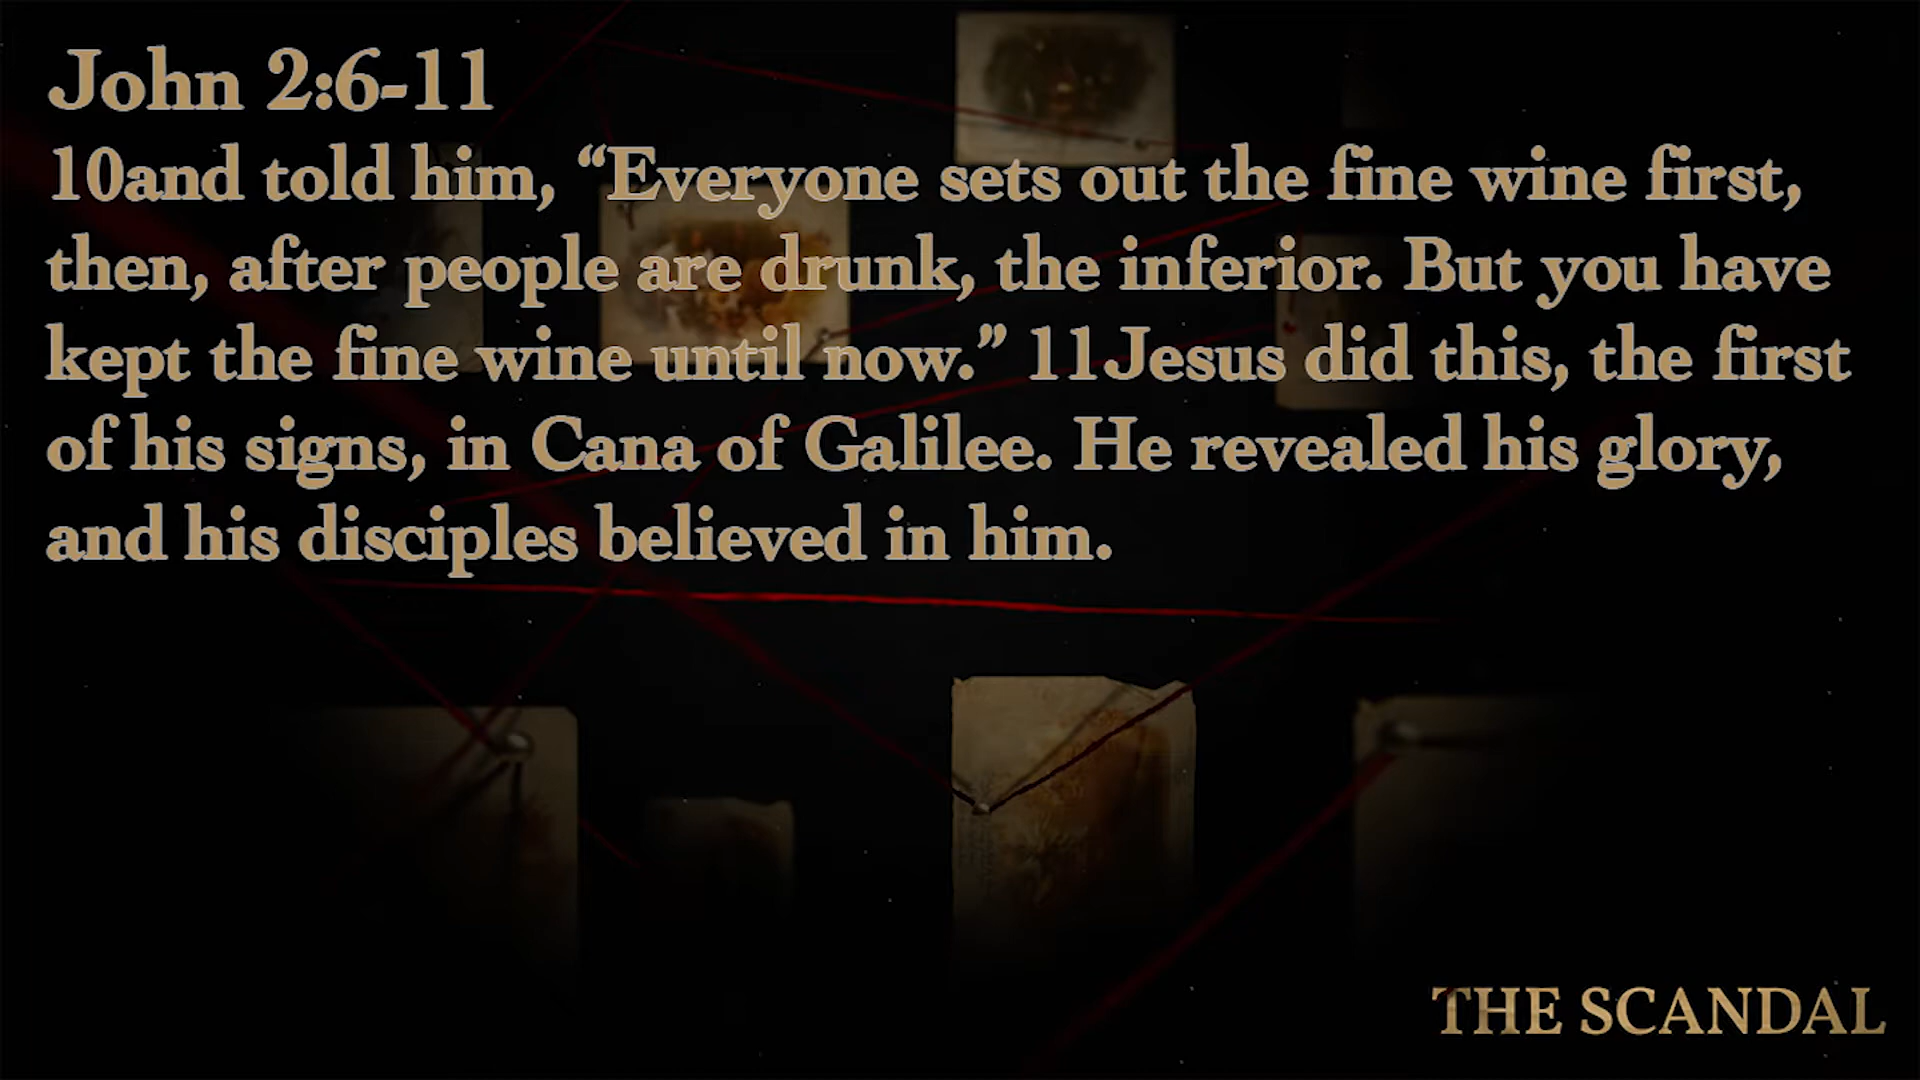 John 2:6-11
10and told him, “Everyone sets out the fine wine first,
then, after people are drunk, the inferior. But you have
kept the fine wine until now.” 11Jesus did this, the first
of his signs, in Cana of Galilee. He revealed his glory,
and his disciples believed in him.
THE SCANDAL